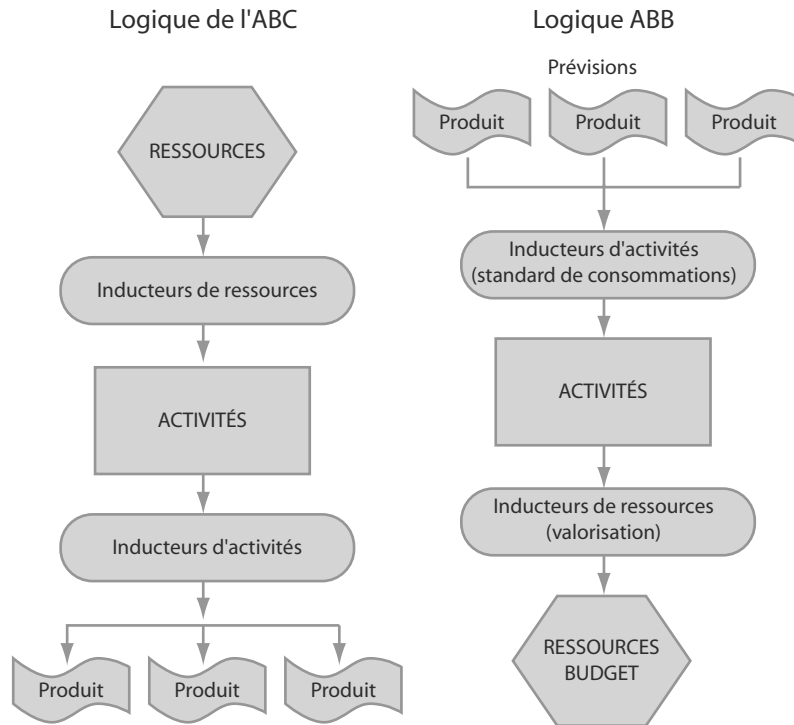 Logique de l'ABC
RESSOURCES
Inducteurs de ressources
ACTIVITÉS
Inducteurs d'activités
Produit
Produit
Produit
Logique ABB
Prévisions
Produit
Produit
Produit
Inducteurs d'activités
(standard de consommations)
ACTIVITÉS
Inducteurs de ressources
(valorisation)
RESSOURCES
BUDGET